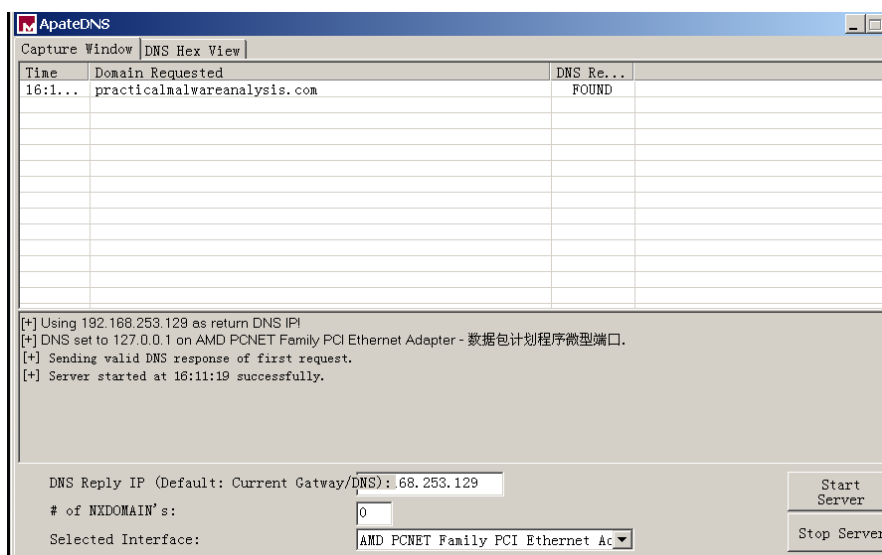 ApateDNS
Capture Window DNS Hex View
Time Domain Requested DNS Re...
16:1... practicalmalwareanalysis.com FOUND
[+] Using 192.168.253.129 as return DNS IP!
[+] DNS set to 127.0.0.1 on AMD PCNET Family PCI Ethernet Adapter - 数据包计划程序微型端口.
[+] Sending valid DNS response of first request.
[+] Server started at 16:11:19 successfully.
DNS Reply IP (Default: Current Gatway/DNS): .68.253.129
Start Server
# of NXDOMAIN's: 0
Selected Interface: AMD PCNET Family PCI Ethernet Ac
Stop Server